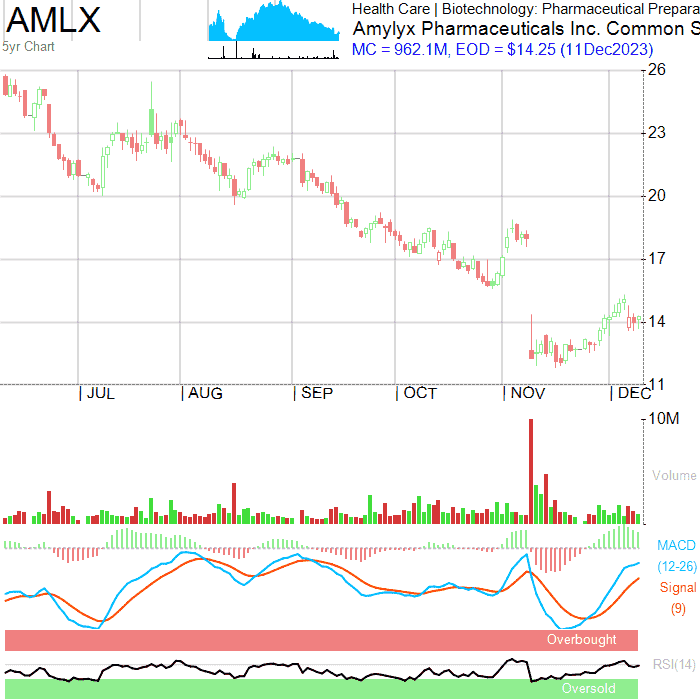 AMLX
5yr Chart
Health Care | Biotechnology: Pharmaceutical Prepara
Amylyx Pharmaceuticals Inc. Common S
MC = 962.1M, EOD = $14.25 (11Dec2023)
26
23
20
17
14
11
| JUL | AUG | SEP | OCT | NOV | DEC
10M
Volume
MACD
(12-26)
Signal
(9)
Overbought
RSI(14)
Oversold